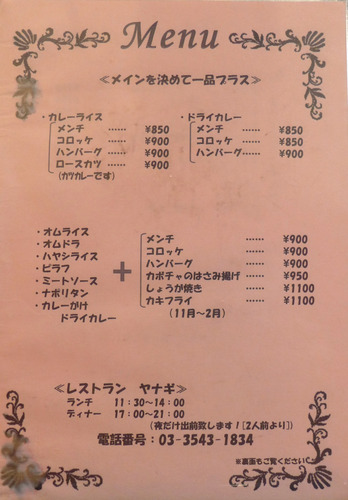 Menu
≪メインを決めて一品プラス≫
・カレーライス
メンチ …… ¥850
コロッケ …… ¥900
ハンバーグ …… ¥900
ロースカツ …… ¥900
(カツカレーです)
・ドライカレー
メンチ …… ¥850
コロッケ …… ¥850
ハンバーグ …… ¥900
・オムライス
・オムドラ
・ハヤシライス
・ピラフ
・ミートソース
・ナポリタン
・カレーがけ
ドライカレー
+
メンチ …… ¥900
コロッケ …… ¥900
ハンバーグ …… ¥900
カボチャのはさみ揚げ …… ¥950
しょうが焼き …… ¥1100
カキフライ …… ¥1100
(11月~2月)
≪レストラン ヤナギ≫
ランチ 11:30~14:00
ディナー 17:00~21:00
(夜だけ出前致します![2人前より])
電話番号:03-3543-1834
※裏面もご覧ください